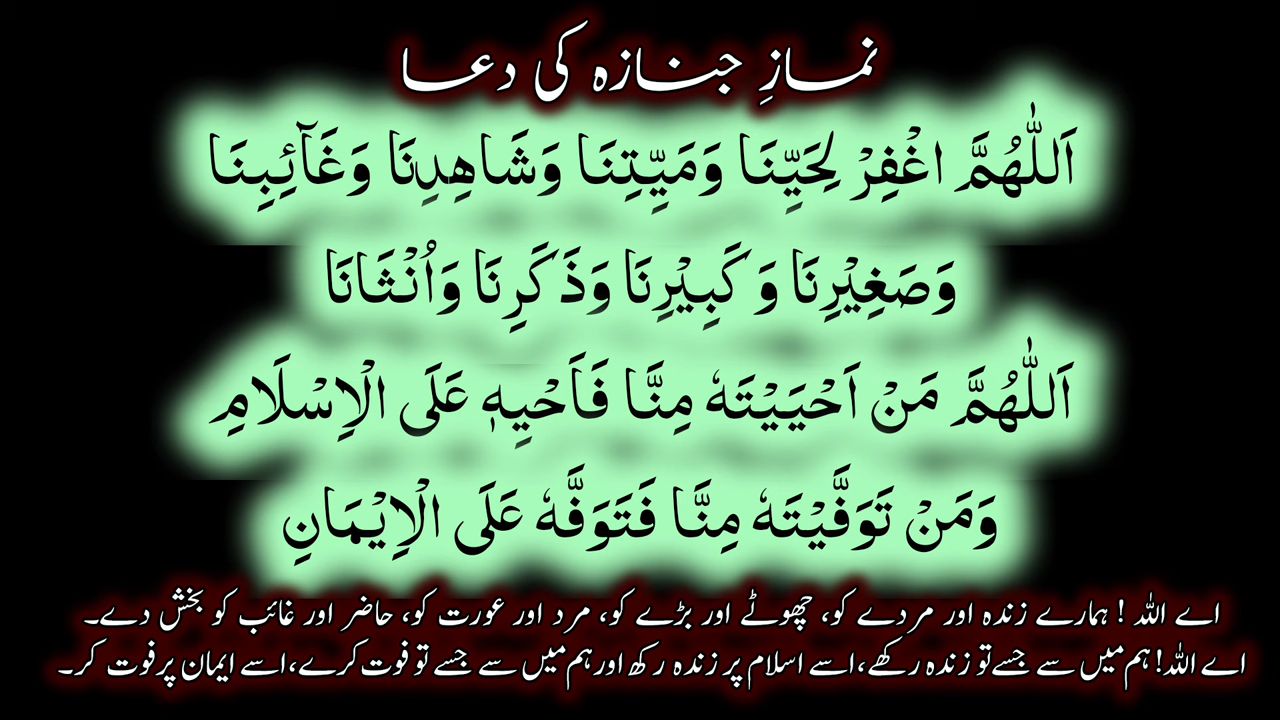 نمازِ جنازہ کی دعا
اَللّٰهُمَّ اغْفِرْ لِحَيِّنَا وَمَيِّتِنَا وَشَاهِدِنَا وَغَآئِبِنَا
وَصَغِيْرِنَا وَكَبِيْرِنَا وَذَكَرِنَا وَاُنْثَانَا
اَللّٰهُمَّ مَنْ اَحْيَيْتَهٗ مِنَّا فَاَحْيِهٖ عَلَى الْاِسْلَامِ
وَمَنْ تَوَفَّيْتَهٗ مِنَّا فَتَوَفَّهٗ عَلَى الْاِيْمَانِ
اے اللہ ! ہمارے زندہ اور مردے کو، چھوٹے اور بڑے کو، مرد اور عورت کو، حاضر اور غائب کو بخش دے۔
اے اللہ! ہم میں سے جسے تو زندہ رکھے، اسے اسلام پر زندہ رکھ اور ہم میں سے جسے تو فوت کرے، اسے ایمان پر فوت کر۔